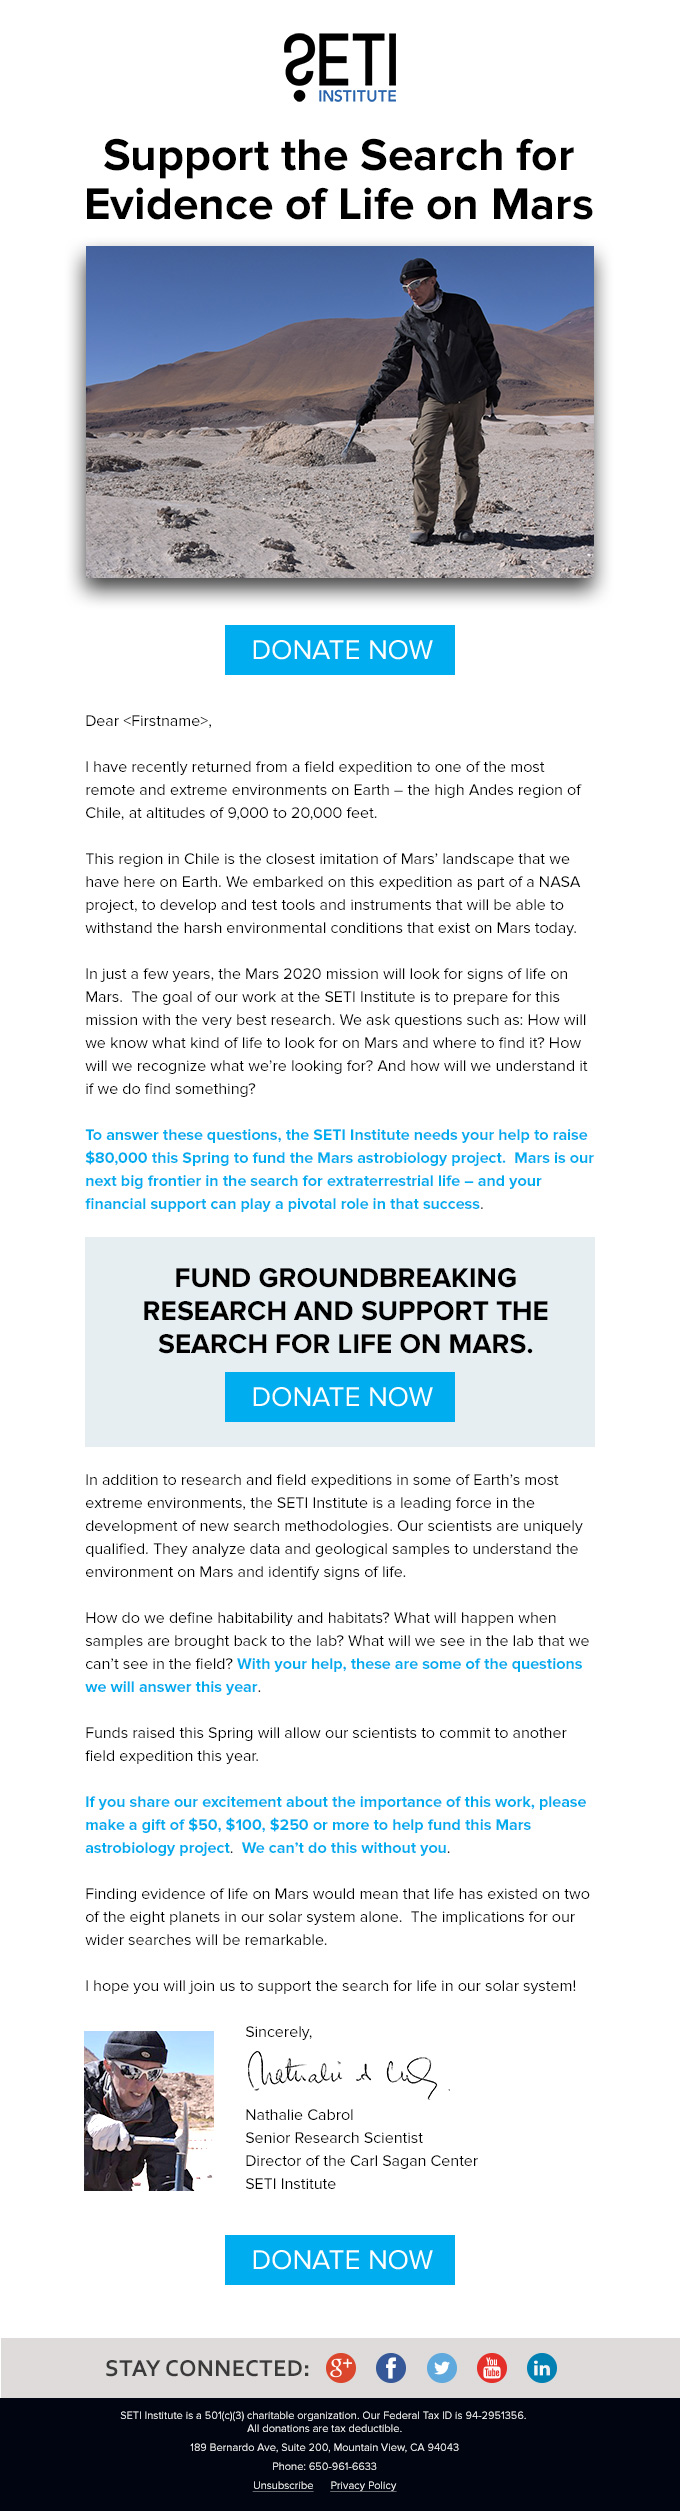 SETI
INSTITUTE
Support the Search for
Evidence of Life on Mars
DONATE NOW
Dear <Firstname>,
I have recently returned from a field expedition to one of the most
remote and extreme environments on Earth – the high Andes region of
Chile, at altitudes of 9,000 to 20,000 feet.
This region in Chile is the closest imitation of Mars’ landscape that we
have here on Earth. We embarked on this expedition as part of a NASA
project, to develop and test tools and instruments that will be able to
withstand the harsh environmental conditions that exist on Mars today.
In just a few years, the Mars 2020 mission will look for signs of life on
Mars.  The goal of our work at the SETI Institute is to prepare for this
mission with the very best research. We ask questions such as: How will
we know what kind of life to look for on Mars and where to find it? How
will we recognize what we’re looking for? And how will we understand it
if we do find something?
To answer these questions, the SETI Institute needs your help to raise
$80,000 this Spring to fund the Mars astrobiology project.  Mars is our
next big frontier in the search for extraterrestrial life – and your
financial support can play a pivotal role in that success.
FUND GROUNDBREAKING
RESEARCH AND SUPPORT THE
SEARCH FOR LIFE ON MARS.
DONATE NOW
In addition to research and field expeditions in some of Earth’s most
extreme environments, the SETI Institute is a leading force in the
development of new search methodologies. Our scientists are uniquely
qualified. They analyze data and geological samples to understand the
environment on Mars and identify signs of life.
How do we define habitability and habitats? What will happen when
samples are brought back to the lab? What will we see in the lab that we
can’t see in the field? With your help, these are some of the questions
we will answer this year.
Funds raised this Spring will allow our scientists to commit to another
field expedition this year.
If you share our excitement about the importance of this work, please
make a gift of $50, $100, $250 or more to help fund this Mars
astrobiology project.  We can’t do this without you.
Finding evidence of life on Mars would mean that life has existed on two
of the eight planets in our solar system alone.  The implications for our
wider searches will be remarkable.
I hope you will join us to support the search for life in our solar system!
Sincerely,
Nathalie A Cabrol
Nathalie Cabrol
Senior Research Scientist
Director of the Carl Sagan Center
SETI Institute
DONATE NOW
STAY CONNECTED: g+ f You Tube in
SETI Institute is a 501(c)(3) charitable organization. Our Federal Tax ID is 94-2951356.
All donations are tax deductible.
189 Bernardo Ave, Suite 200, Mountain View, CA 94043
Phone: 650-961-6633
Unsubscribe Privacy Policy